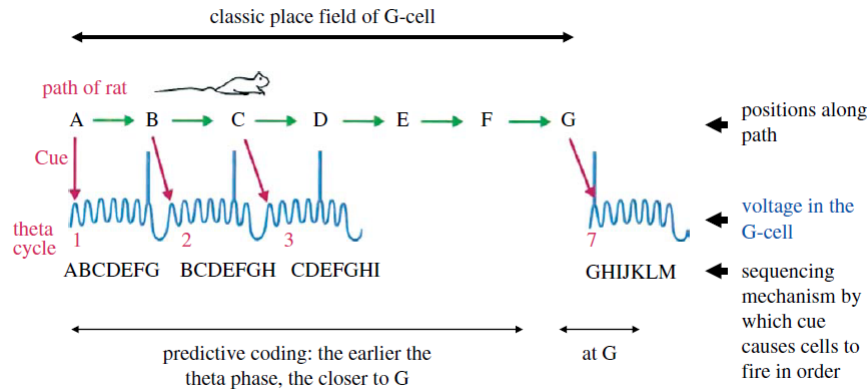 classic place field of G-cell
path of rat
A B C D E F G
positions along
path
Cue
theta
cycle
1 2 3 7
voltage in the
G-cell
ABCDEFG BCDEFGH CDEFGHI GHIJKLM
sequencing
mechanism by
which cue
causes cells to
fire in order
predictive coding: the earlier the
theta phase, the closer to G
at G